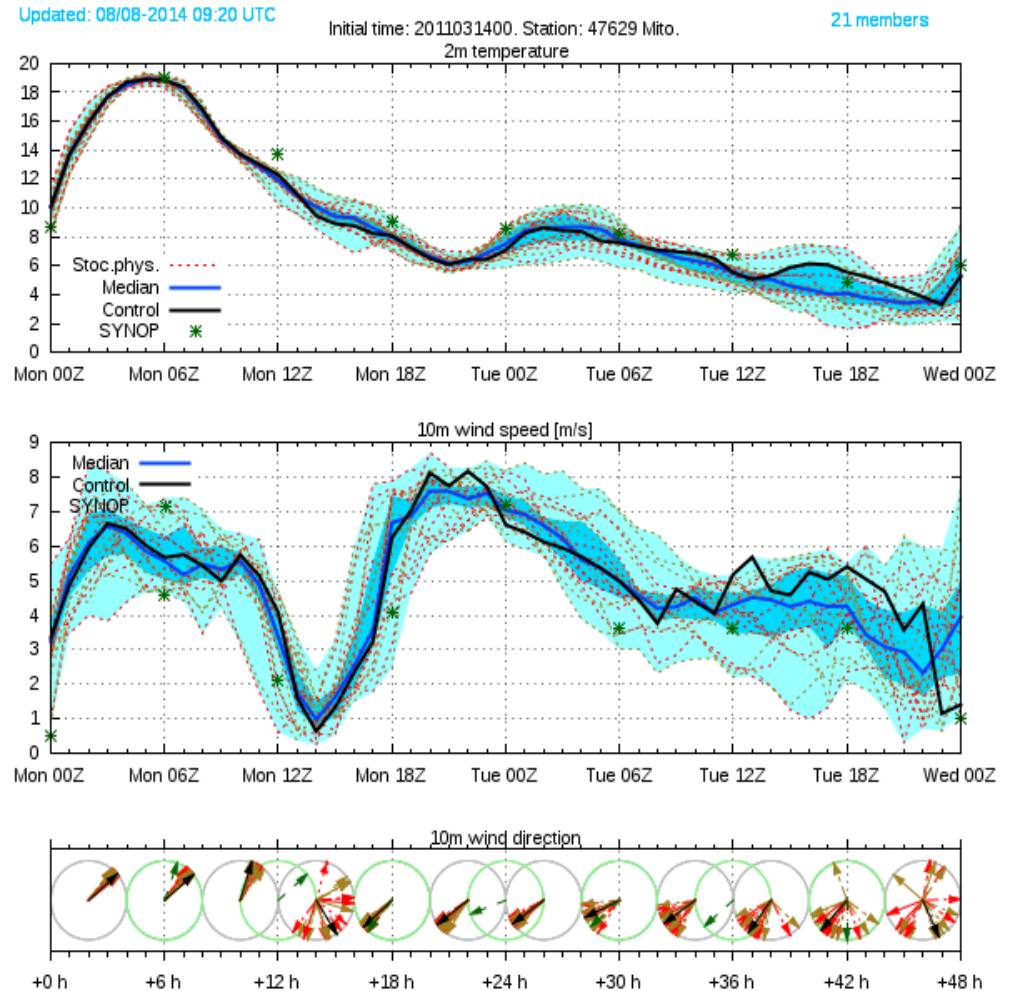 Updated: 08/08-2014 09:20 UTC
Initial time: 2011031400. Station: 47629 Mito.
21 members
2m temperature
20
18
16
14
12
10
8
6
4
2
0
Stoc.phys.
Median
Control
SYNOP
Mon 00Z Mon 06Z Mon 12Z Mon 18Z Tue 00Z Tue 06Z Tue 12Z Tue 18Z Wed 00Z
10m wind speed [m/s]
9
8
7
6
5
4
3
2
1
0
Median
Control
SYNOP
Mon 00Z Mon 06Z Mon 12Z Mon 18Z Tue 00Z Tue 06Z Tue 12Z Tue 18Z Wed 00Z
10m wind direction
+0 h +6 h +12 h +18 h +24 h +30 h +36 h +42 h +48 h